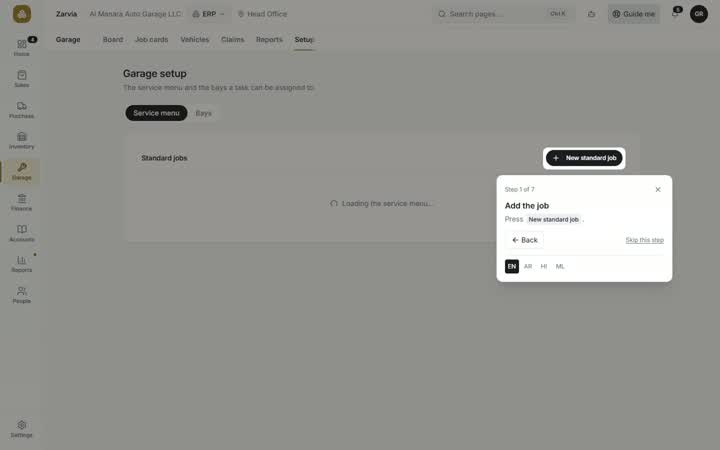 Zarvia
Al Manara Auto Garage LLC
ERP
Head Office
Search pages...
Ctrl K
Guide me
6
GR
Garage
Board
Job cards
Vehicles
Claims
Reports
Setup
4
Home
Sales
Purchase
Inventory
Garage
Finance
Accounts
Reports
People
Settings
Garage setup
The service menu and the bays a task can be assigned to.
Service menu
Bays
Standard jobs
New standard job
Loading the service menu...
Step 1 of 7
Add the job
Press New standard job .
Back
Skip this step
EN AR HI ML